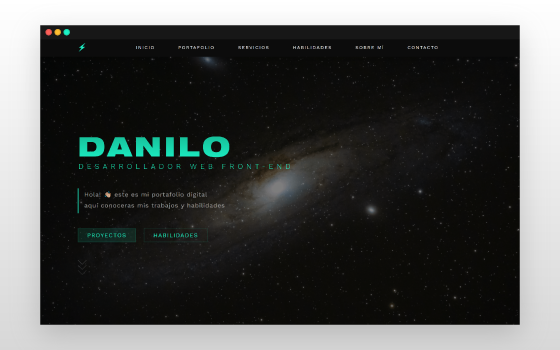 INICIO PORTAFOLIO SERVICIOS HABILIDADES SOBRE MÍ CONTACTO
DANILO
DESARROLLADOR WEB FRONT-END
Hola! 👋🏻 este es mi portafolio digital
aquí conoceras mis trabajos y habilidades
PROYECTOS HABILIDADES